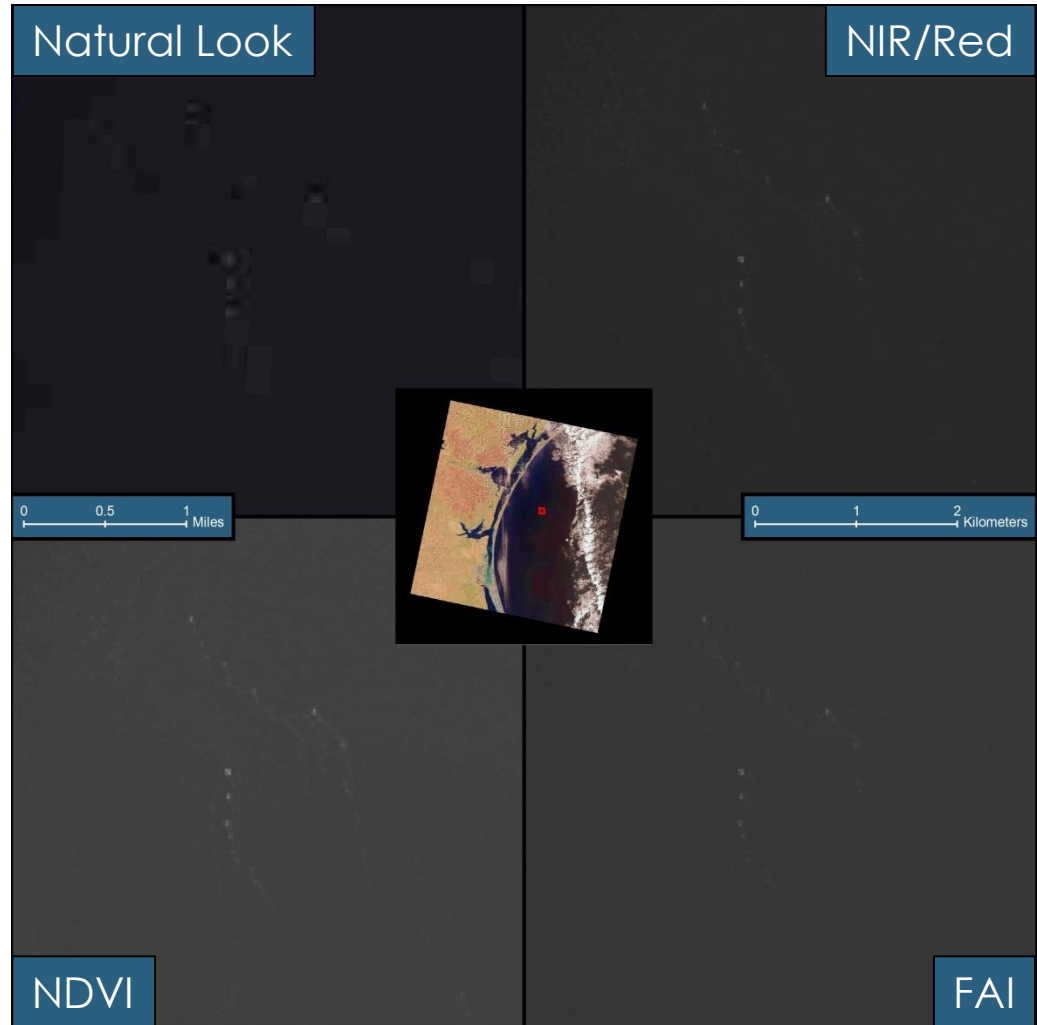 Natural Look
NIR/Red
0 0.5 1 Miles
0 1 2 Kilometers
NDVI
FAI